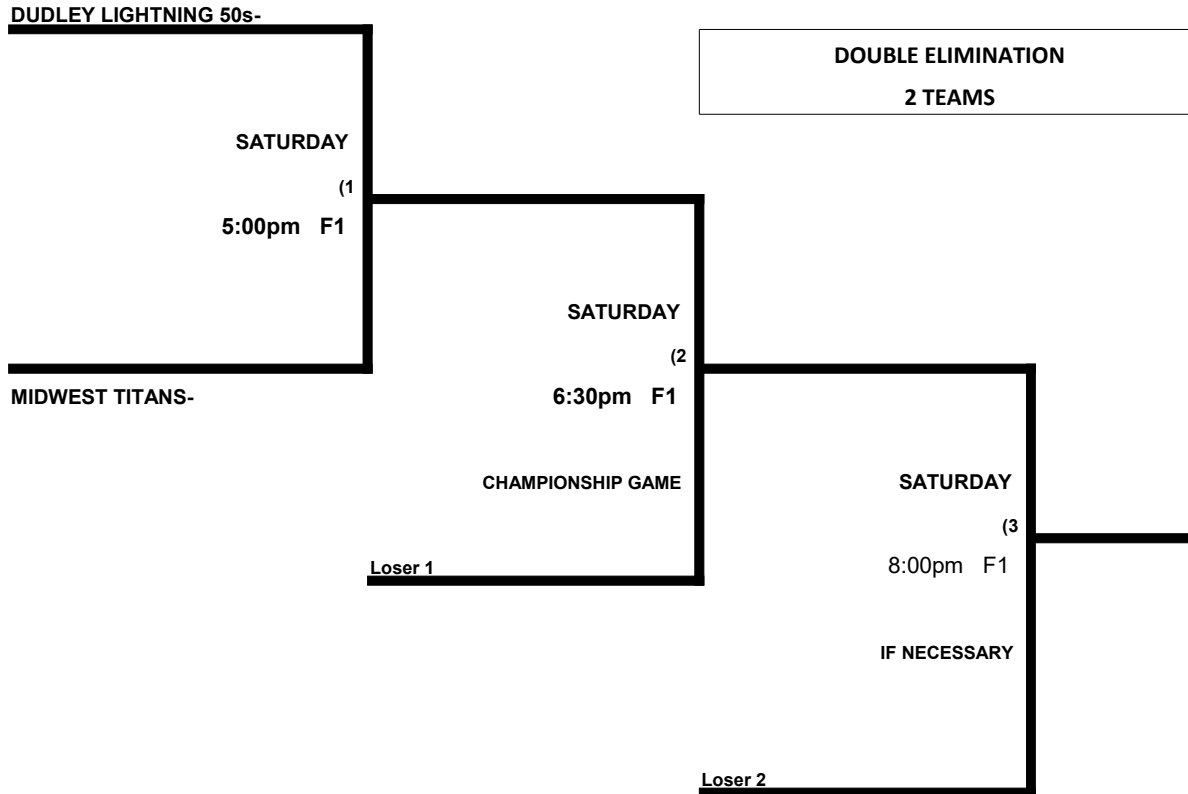 DUDLEY LIGHTNING 50s-
DOUBLE ELIMINATION
2 TEAMS
SATURDAY
(1
5:00pm F1
SATURDAY
(2
MIDWEST TITANS-
6:30pm F1
CHAMPIONSHIP GAME
SATURDAY
(3
Loser 1
8:00pm F1
IF NECESSARY
Loser 2